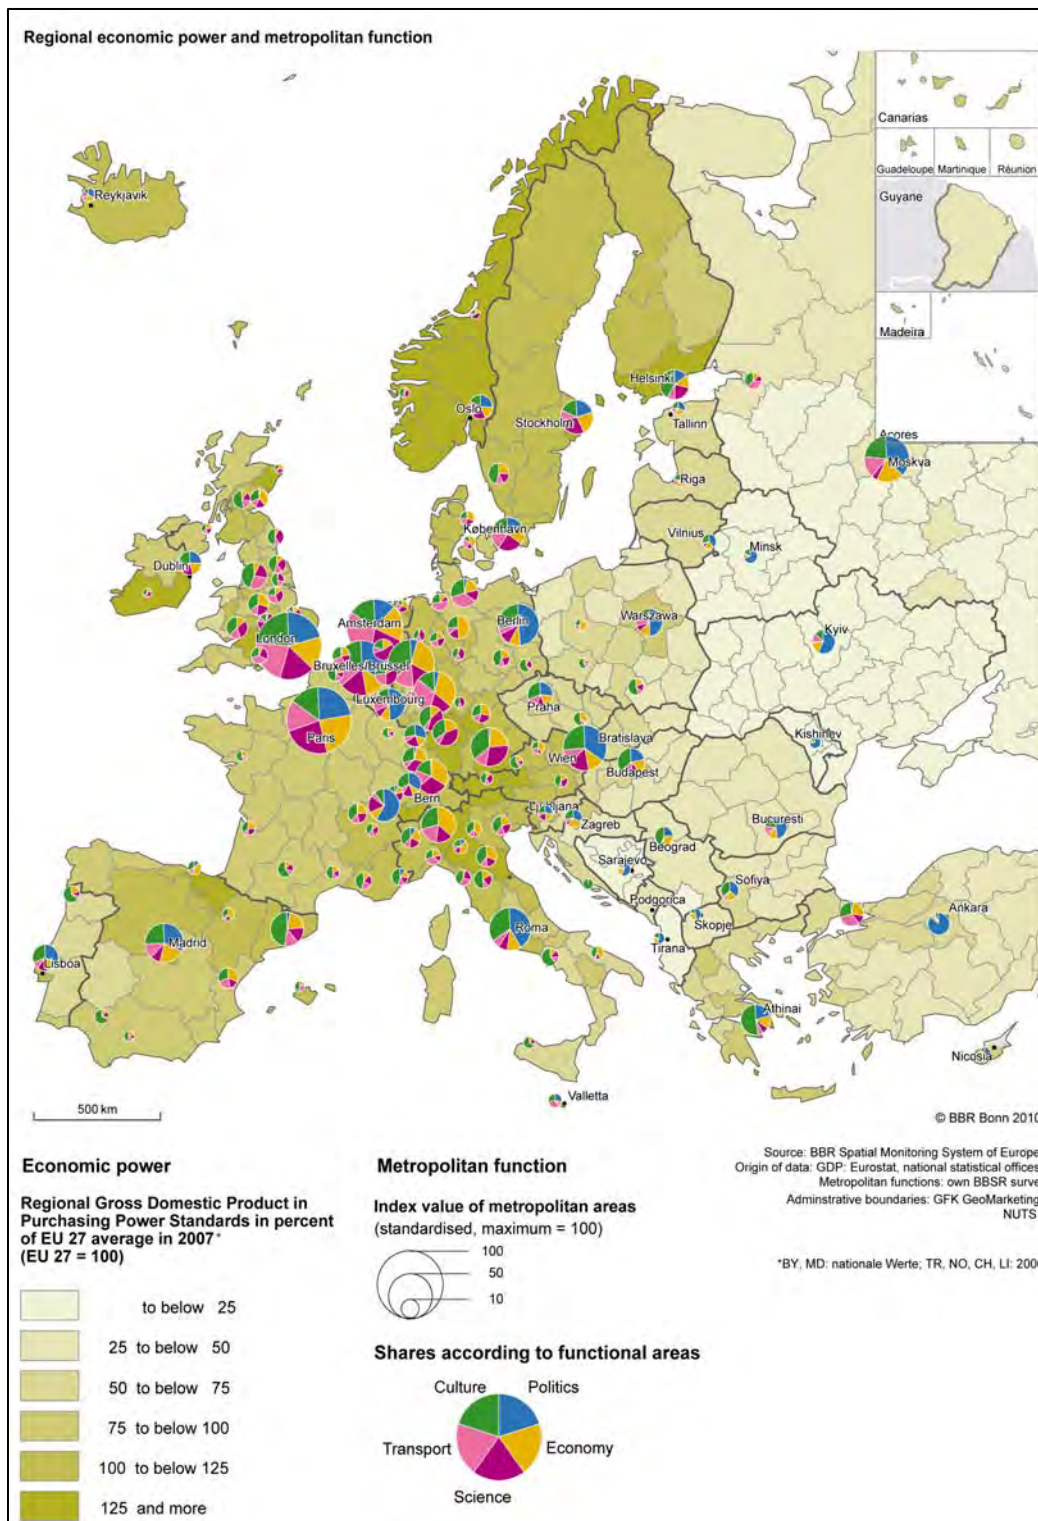 Regional economic power and metropolitan function
Canarias
Guadeloupe Martinique Réunion
Guyane
Madeira
Açores
Reykjavik
Helsinki
Oslo
Stockholm
Tallinn
Moskva
Riga
København
Vilnius
Minsk
Dublin
Amsterdam
Berlin
Warszawa
London
Kyiv
Bruxelles/Brussel
Luxembourg
Praha
Paris
Bratislava
Kishinev
Wien
Budapest
Bern
Ljubljana
Zagreb
Bucuresti
Beograd
Sarajevo
Sofiya
Podgorica
Ankara
Roma
Skopje
Madrid
Tirana
Lisboa
Athinai
Nicosia
Valletta
500 km
© BBR Bonn 2010
Economic power
Regional Gross Domestic Product in
Purchasing Power Standards in percent
of EU 27 average in 2007 *
(EU 27 = 100)
to below 25
25 to below 50
50 to below 75
75 to below 100
100 to below 125
125 and more
Metropolitan function
Index value of metropolitan areas
(standardised, maximum = 100)
100
50
10
Shares according to functional areas
Culture Politics
Transport Economy
Science
Source: BBR Spatial Monitoring System of Europe
Origin of data: GDP: Eurostat, national statistical offices
Metropolitan functions: own BBSR surve
Adminstrative boundaries: GFK GeoMarketing
NUTS
*BY, MD: nationale Werte; TR, NO, CH, LI: 200